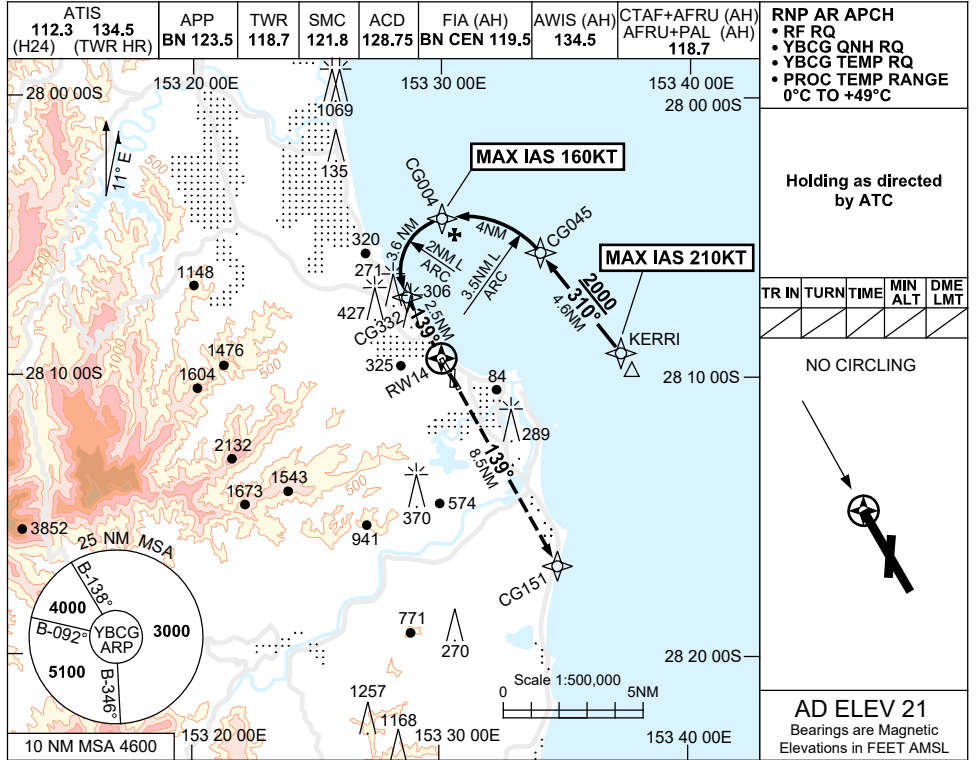 ATIS
112.3 134.5
(H24) (TWR HR)
APP
BN 123.5
TWR
118.7
SMC
121.8
ACD
128.75
FIA (AH)
BN CEN 119.5
AWIS (AH)
134.5
CTAF+AFRU (AH)
AFRU+PAL (AH)
118.7
RNP AR APCH
• RF RQ
• YBCG QNH RQ
• YBCG TEMP RQ
• PROC TEMP RANGE
0°C TO +49°C
Holding as directed
by ATC
TR IN
TURN
TIME
MIN
ALT
DME
LMT
NO CIRCLING
AD ELEV 21
Bearings are Magnetic
Elevations in FEET AMSL
153 20 00E
153 30 00E
153 40 00E
28 00 00S
28 00 00S
1069
135
11° E
500
1500
MAX IAS 160KT
CG004
CG045
4NM
3.6 NM
2NM L
ARC
3.5NM L
ARC
MAX IAS 210KT
2000
310°
4.6NM
KERRI
320
271
306
427
CG332
2.5NM
139°
RW14
325
84
289
1148
1000
1476
1604
500
28 10 00S
28 10 00S
2132
1543
1673
500
139°
8.5NM
370
574
941
3852
CG151
25 NM MSA
B-138°
4000
B-092°
YBCG
ARP
3000
5100
B-346°
10 NM MSA 4600
771
270
1257
1168
28 20 00S
Scale 1:500,000
0
5NM
153 20 00E
153 30 00E
153 40 00E